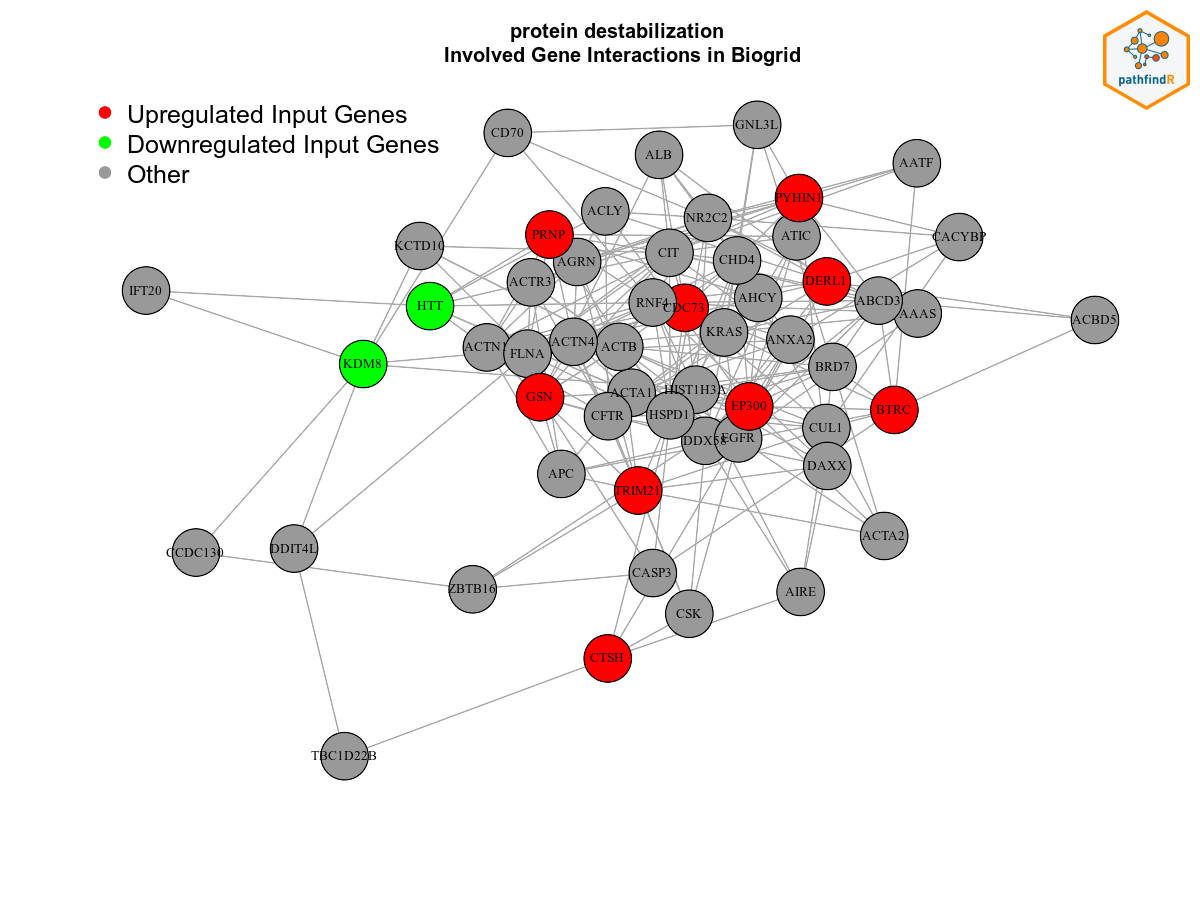 protein destabilization
Involved Gene Interactions in Biogrid
pathfindR
Upregulated Input Genes
Downregulated Input Genes
Other
CD70
GNL3L
ALB
AATF
PYHIN1
ACLY
NR2C2
PRNP
ATIC
CACYBP
KCTD10
CIT
CHD4
AGRN
ACTR3
DERL1
IFT20
HTT
RNF4
CDC73
AHCY
ABCD3
AAAS
ACBD5
KRAS
ANXA2
ACTN1
FLNA
ACTN4
ACTB
KDM8
BRD7
GSN
ACTA1
HIST1H3A
EP300
BTRC
CFTR
HSPD1
CUL1
DDX58
EGFR
APC
DAXX
TRIM21
ACTA2
CCDC130
DDIT4L
ZBTB16
CASP3
AIRE
CSK
CTSH
TBC1D22B